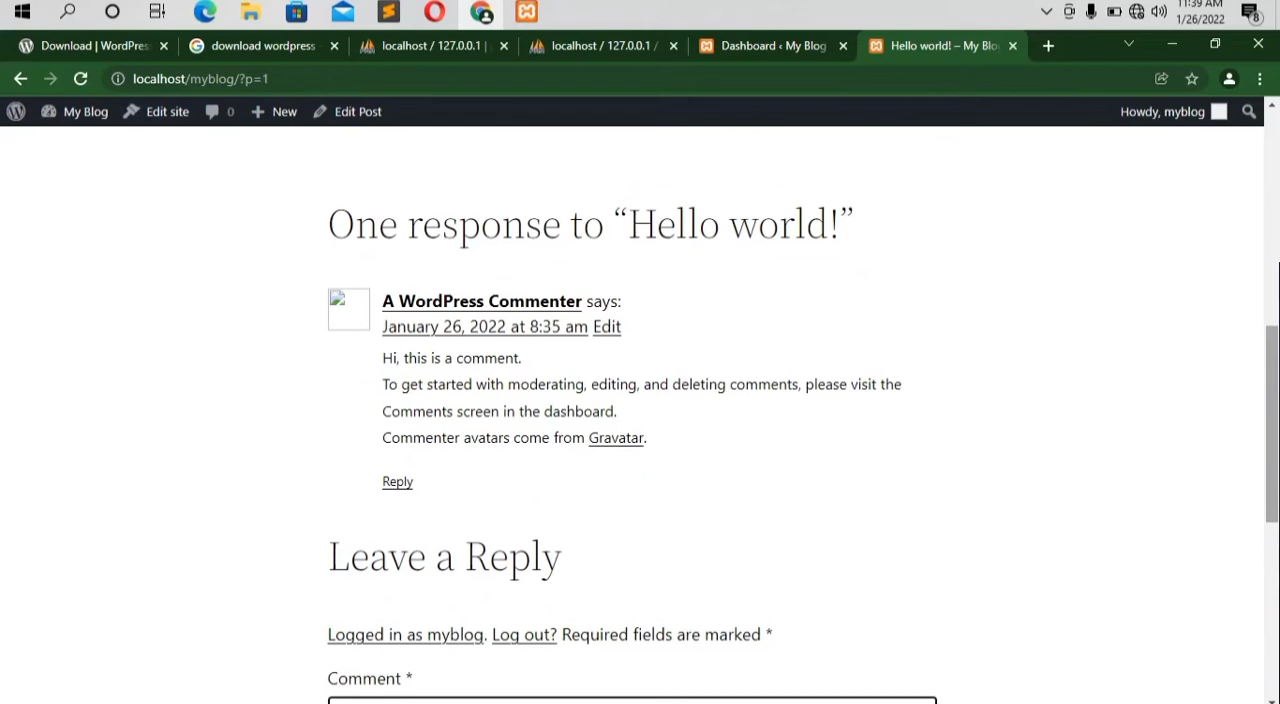 11:39 AM
1/26/2022
8
Download | WordPres
download wordpress
localhost / 127.0.0.1 |
localhost / 127.0.0.1 /
Dashboard ‹ My Blog
Hello world! – My Blo
localhost/myblog/?p=1
My Blog
Edit site
0
New
Edit Post
Howdy, myblog
One response to “Hello world!”
A WordPress Commenter says:
January 26, 2022 at 8:35 am Edit
Hi, this is a comment.
To get started with moderating, editing, and deleting comments, please visit the
Comments screen in the dashboard.
Commenter avatars come from Gravatar.
Reply
Leave a Reply
Logged in as myblog. Log out? Required fields are marked *
Comment *